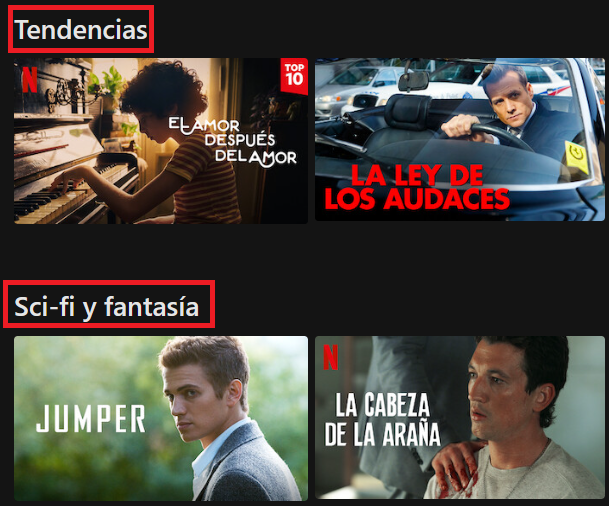 Tendencias
N
TOP
10
EL AMOR
DESPUÉS
DEL AMOR
LA LEY DE
LOS AUDACES
Sci-fi y fantasía
JUMPER
N
LA CABEZA
DE LA ARAÑA